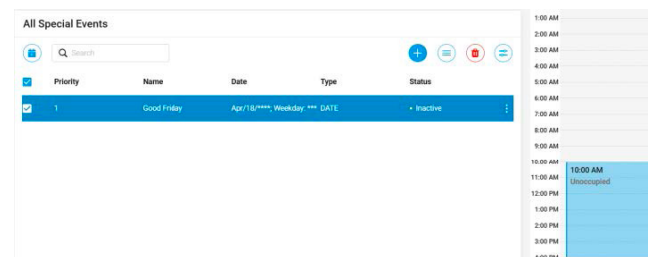 All Special Events
Search
Priority Name Date Type Status
1 Good Friday Apr/18/****; Weekday: *** DATE • Inactive
1:00 AM
2:00 AM
3:00 AM
4:00 AM
5:00 AM
6:00 AM
7:00 AM
8:00 AM
9:00 AM
10:00 AM
10:00 AM
11:00 AM
Unoccupied
12:00 PM
1:00 PM
2:00 PM
3:00 PM
4:00 PM